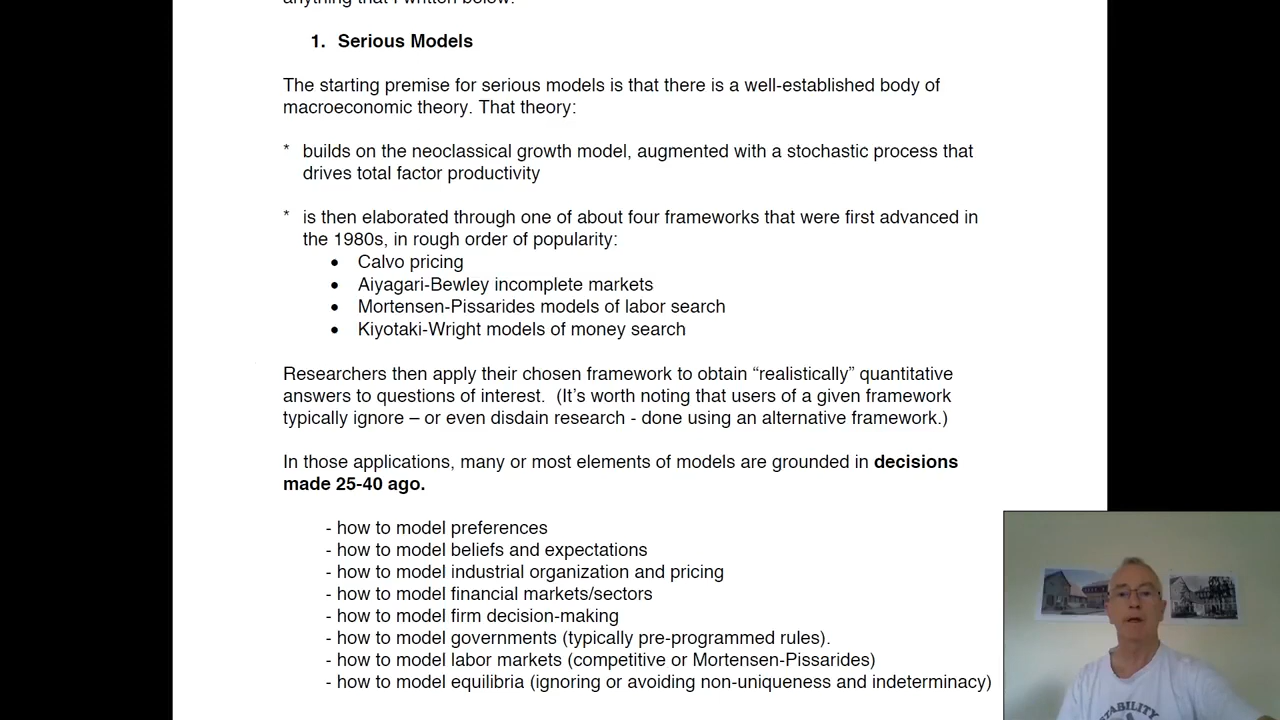 anything that I written below.
1. Serious Models
The starting premise for serious models is that there is a well-established body of
macroeconomic theory. That theory:
* builds on the neoclassical growth model, augmented with a stochastic process that
drives total factor productivity
* is then elaborated through one of about four frameworks that were first advanced in
the 1980s, in rough order of popularity:
• Calvo pricing
• Aiyagari-Bewley incomplete markets
• Mortensen-Pissarides models of labor search
• Kiyotaki-Wright models of money search
Researchers then apply their chosen framework to obtain “realistically” quantitative
answers to questions of interest. (It’s worth noting that users of a given framework
typically ignore – or even disdain research - done using an alternative framework.)
In those applications, many or most elements of models are grounded in decisions
made 25-40 ago.
- how to model preferences
- how to model beliefs and expectations
- how to model industrial organization and pricing
- how to model financial markets/sectors
- how to model firm decision-making
- how to model governments (typically pre-programmed rules).
- how to model labor markets (competitive or Mortensen-Pissarides)
- how to model equilibria (ignoring or avoiding non-uniqueness and indeterminacy)